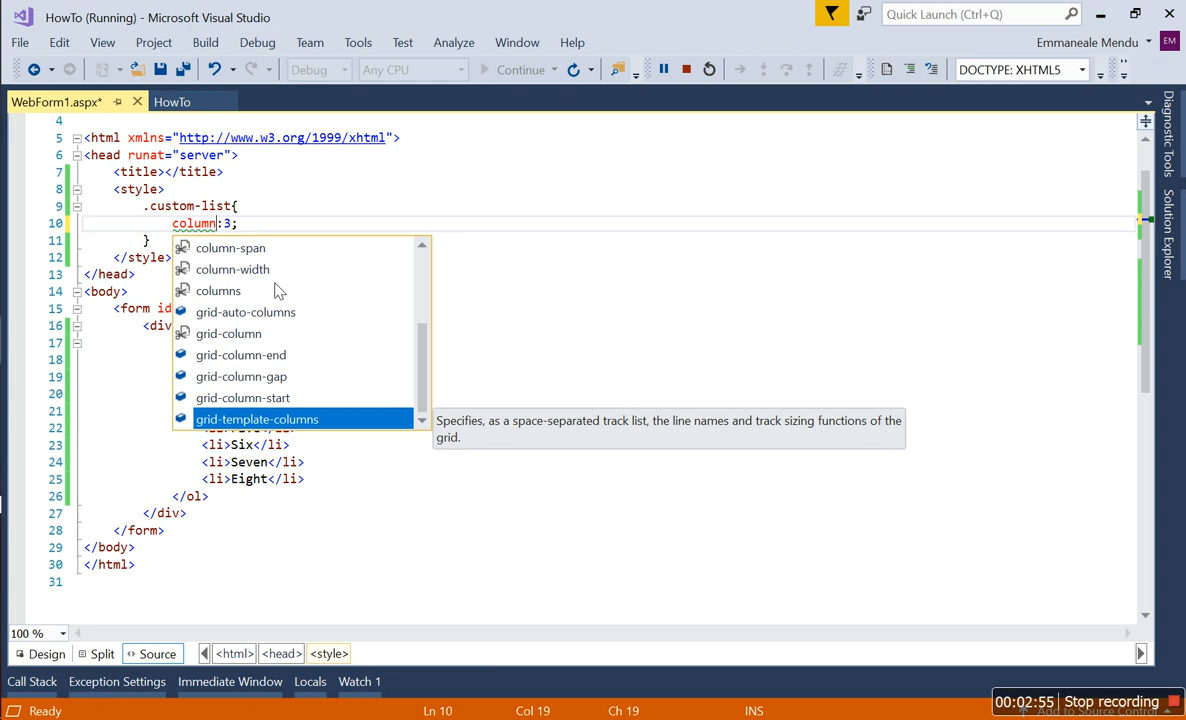 HowTo (Running) - Microsoft Visual Studio
Quick Launch (Ctrl+Q)
File Edit View Project Build Debug Team Tools Test Analyze Window Help
Emmaneale Mendu EM
Debug Any CPU Continue DOCTYPE: XHTML5
WebForm1.aspx* HowTo
4
5 <html xmlns="http://www.w3.org/1999/xhtml">
6 <head runat="server">
7 <title></title>
8 <style>
9 .custom-list{
10 column:3;
11 }
12 </style>
13 </head>
14 <body>
15 <form id
16 <div
17
18
19
20
21
22
23 <li>Six</li>
24 <li>Seven</li>
25 <li>Eight</li>
26 </ol>
27 </div>
28 </form>
29 </body>
30 </html>
31
column-span
column-width
columns
grid-auto-columns
grid-column
grid-column-end
grid-column-gap
grid-column-start
grid-template-columns
Specifies, as a space-separated track list, the line names and track sizing functions of the
grid.
Diagnostic Tools
Solution Explorer
100 %
Design Split Source <html> <head> <style>
Call Stack Exception Settings Immediate Window Locals Watch 1
Ready Ln 10 Col 19 Ch 19 INS
00:02:55 Stop recording
Add to Source Control